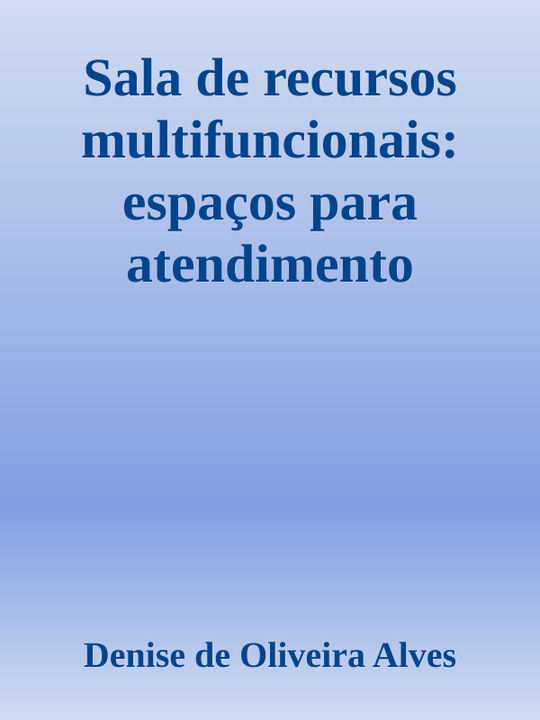 Sala de recursos
multifuncionais:
espaços para
atendimento
Denise de Oliveira Alves